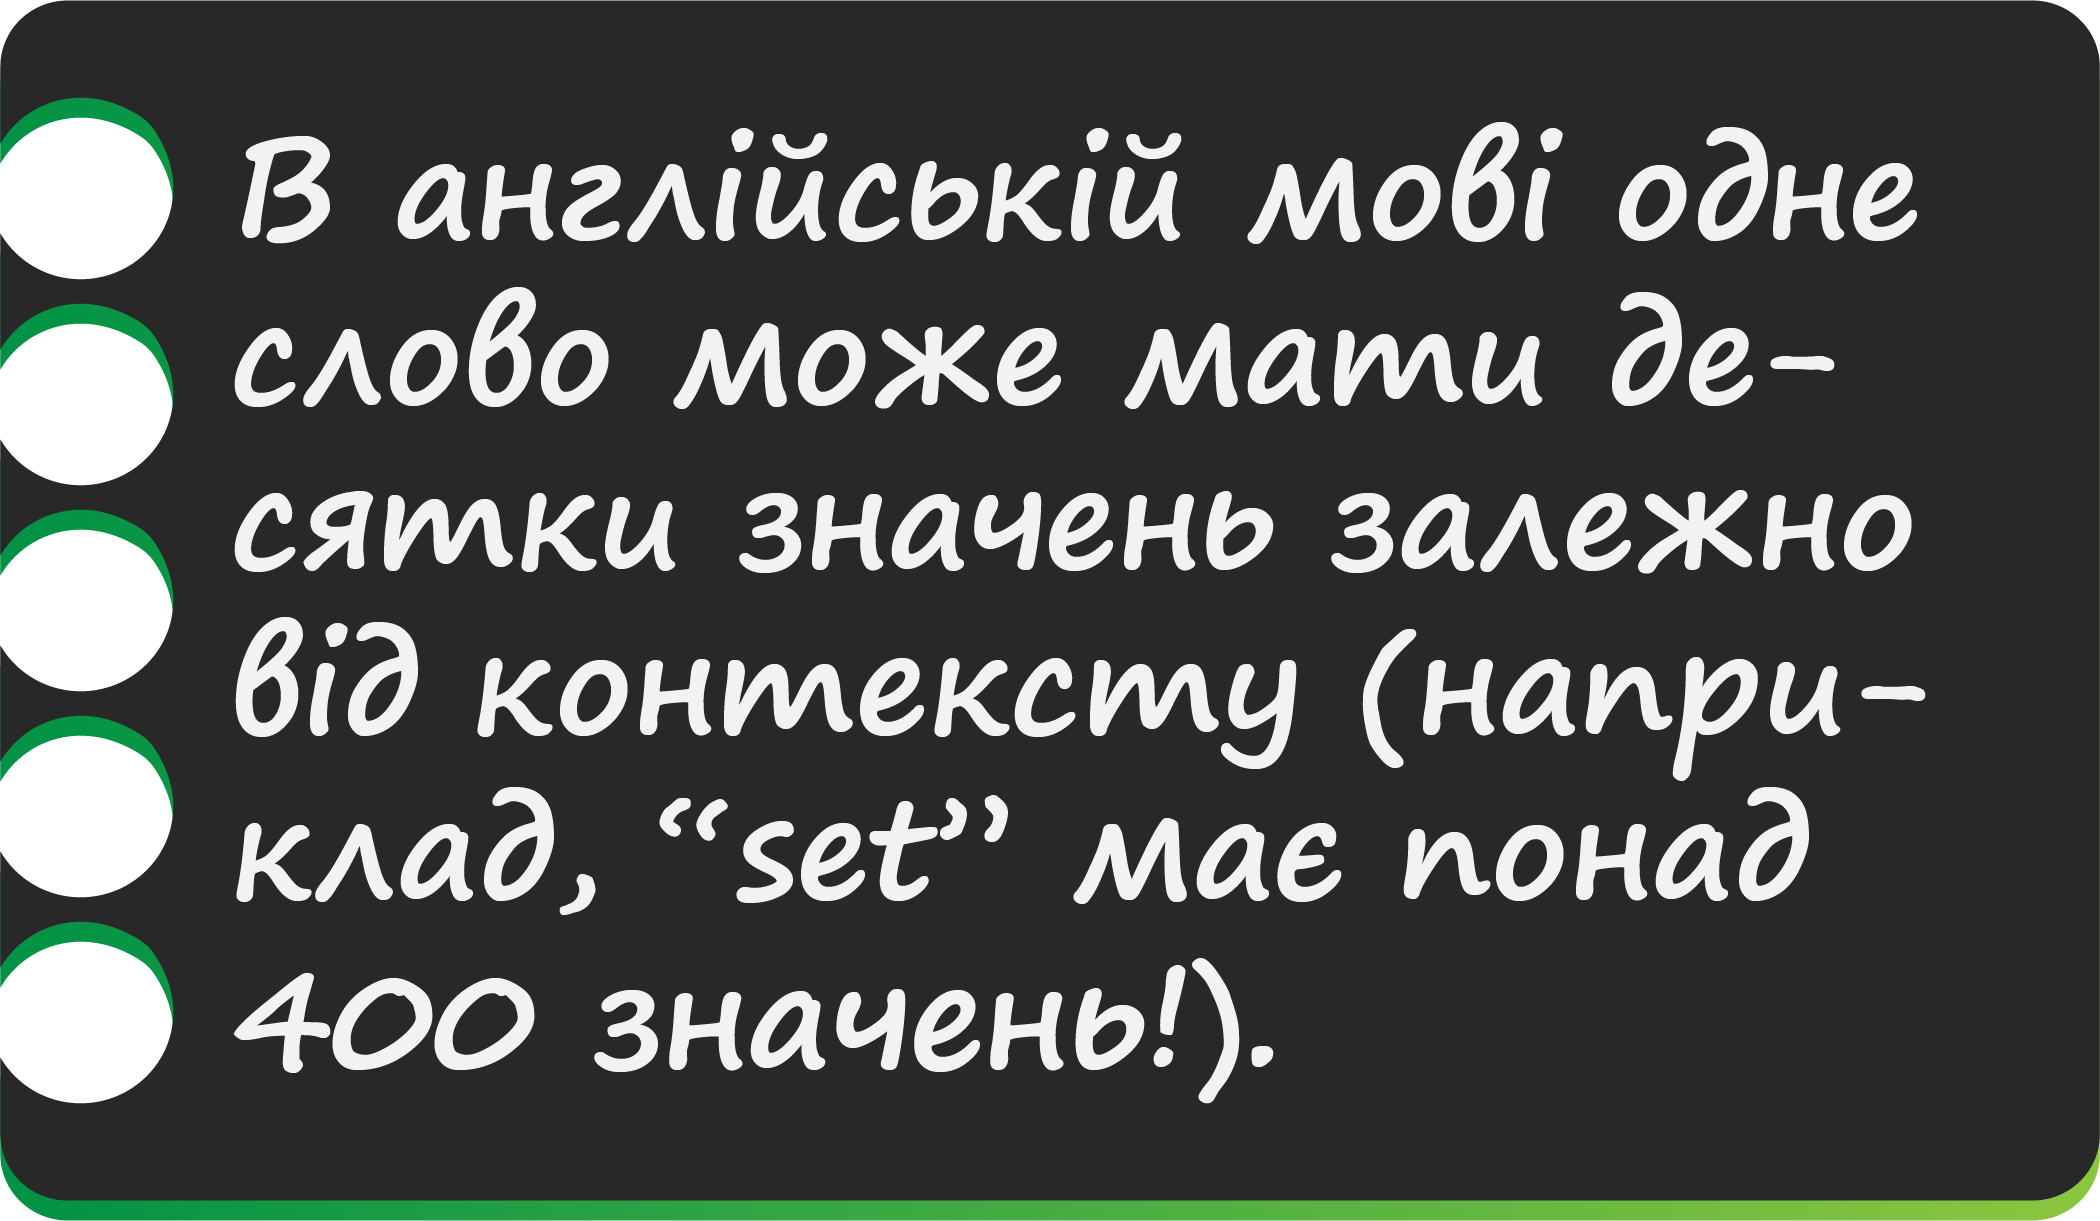 В англійській мові одне
слово може мати де-
сятки значень залежно
від контексту (напри-
клад, “set” має понад
400 значень!).